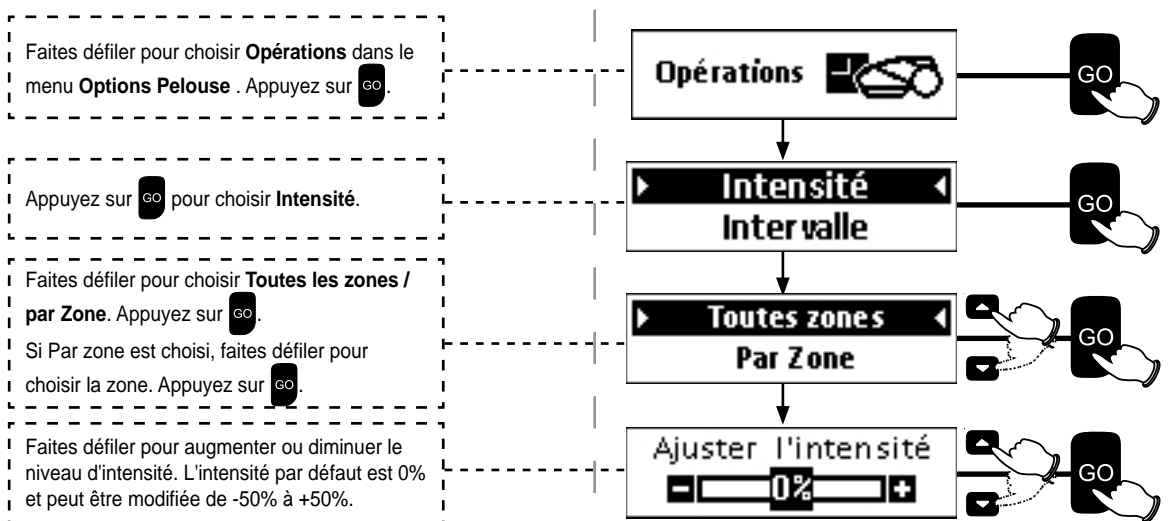 Faites défiler pour choisir Opérations dans le
menu Options Pelouse . Appuyez sur GO.
Opérations
GO
Appuyez sur GO pour choisir Intensité.
Intensité
Intervalle
GO
Faites défiler pour choisir Toutes les zones /
par Zone. Appuyez sur GO.
Si Par zone est choisi, faites défiler pour
choisir la zone. Appuyez sur GO.
Toutes zones
Par Zone
GO
Faites défiler pour augmenter ou diminuer le
niveau d'intensité. L'intensité par défaut est 0%
et peut être modifiée de -50% à +50%.
Ajuster l'intensité
- 0% +
GO